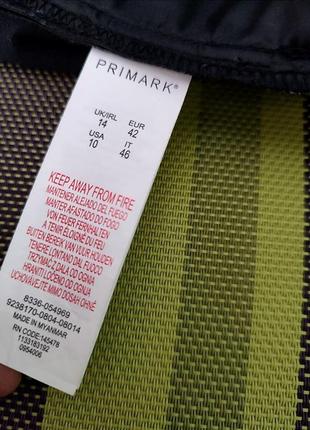 PRIMARK®
UK/IRL EUR
14 42
USA IT
10 46
KEEP AWAY FROM FIRE
MANTENER ALEJADO DEL FUEGO
MANTER AFASTADO DO FOGO
VON FEUER FERNHALTEN
À TENIR ÉLOIGNÉ DU FEU
BUITEN BEREIK VAN VUUR HOUDEN
TENERE LONTANO DAL FUOCO
TRZYMAĆ Z DALA OD OGNIA
HRANITI LOČENO OD OGNJA
UCHOVÁVEJTE MIMO DOSAH OHNĚ
8336-054969
9238170-0804-08014
MADE IN MYANMAR
RN CODE:145478
1133183192
0954006